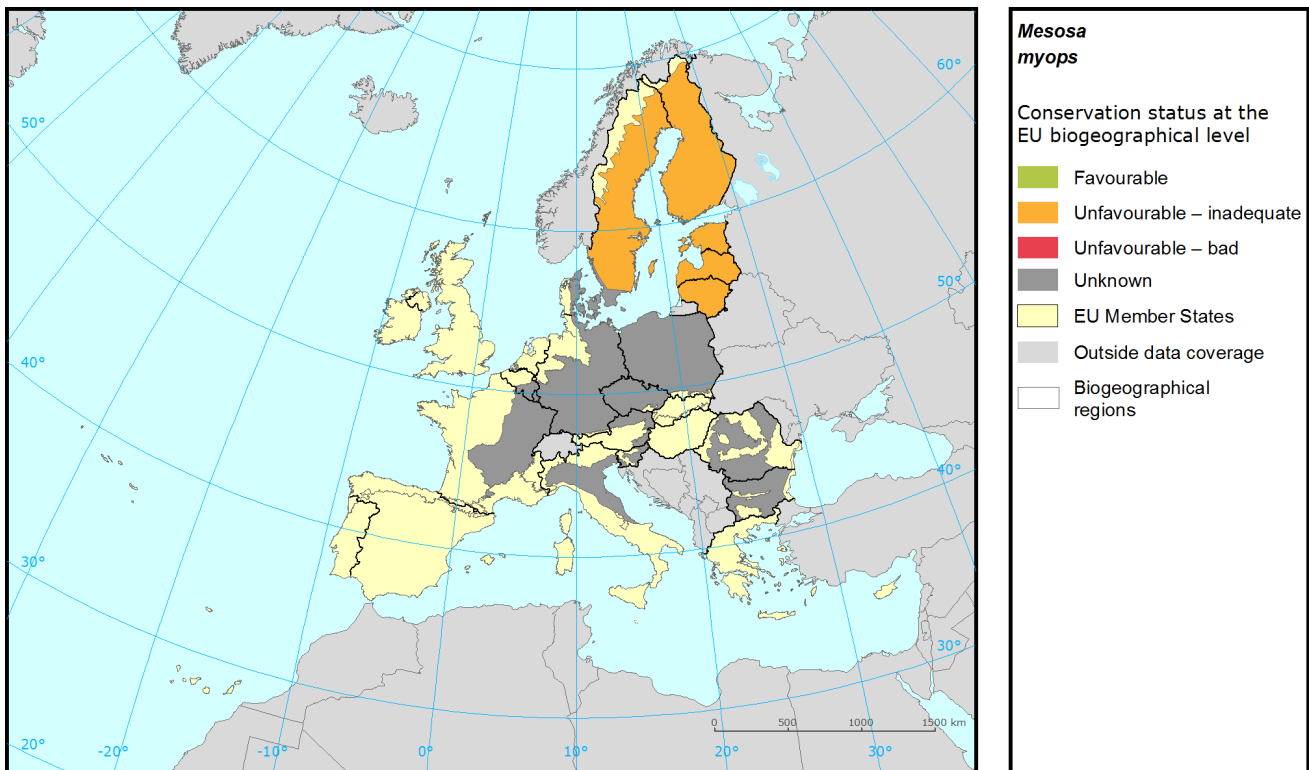 Mesosa
myops
Conservation status at the
EU biogeographical level
Favourable
Unfavourable – inadequate
Unfavourable – bad
Unknown
EU Member States
Outside data coverage
Biogeographical
regions
60°
50°
50°
40°
40°
30°
30°
20°
-20°
-10°
0°
10°
20°
30°
0 500 1000 1500 km